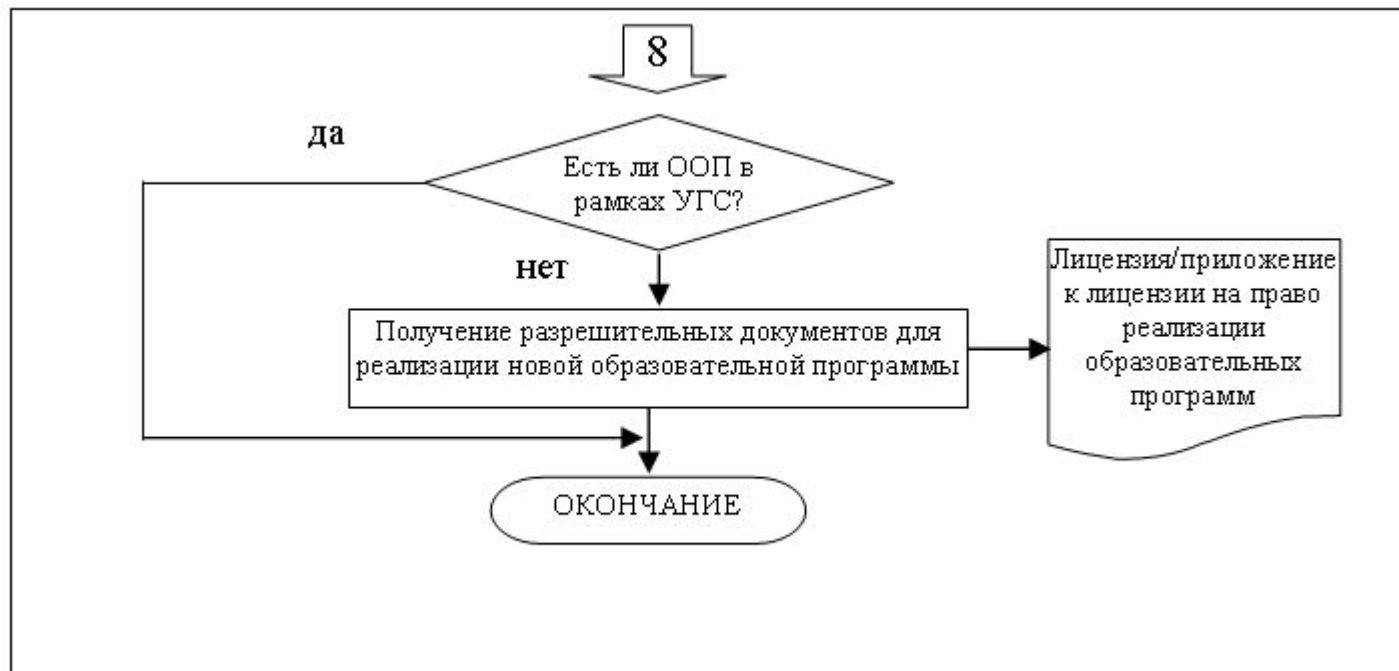 8
да
Есть ли ООП в
рамках УГС?
нет
Получение разрешительных документов для
реализации новой образовательной программы
Лицензия/приложение
к лицензии на право
реализации
образовательных
программ
ОКОНЧАНИЕ